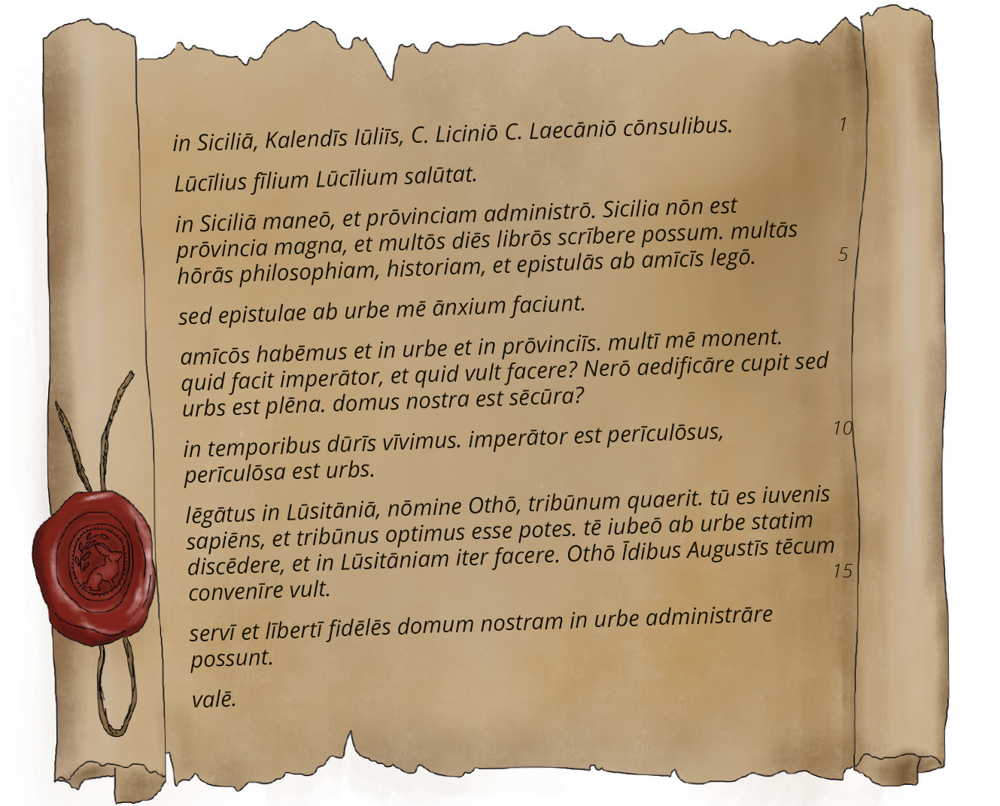 in Siciliā, Kalendīs Iūliīs, C. Liciniō C. Laecāniō cōnsulibus. 1
Lūcīlius fīlium Lūcīlium salūtat.
in Siciliā maneō, et prōvinciam administrō. Sicilia nōn est
prōvincia magna, et multōs diēs librōs scrībere possum. multās
hōrās philosophiam, historiam, et epistulās ab amīcīs legō. 5
sed epistulae ab urbe mē ānxium faciunt.
amīcōs habēmus et in urbe et in prōvinciīs. multī mē monent.
quid facit imperātor, et quid vult facere? Nerō aedificāre cupit sed
urbs est plēna. domus nostra est sēcūra?
in temporibus dūrīs vīvimus. imperātor est perīculōsus, 10
perīculōsa est urbs.
lēgātus in Lūsitāniā, nōmine Othō, tribūnum quaerit. tū es iuvenis
sapiēns, et tribūnus optimus esse potes. tē iubeō ab urbe statim
discēdere, et in Lūsitāniam iter facere. Othō Īdibus Augustīs tēcum
convenīre vult. 15
servī et lībertī fidēlēs domum nostram in urbe administrāre
possunt.
valē.